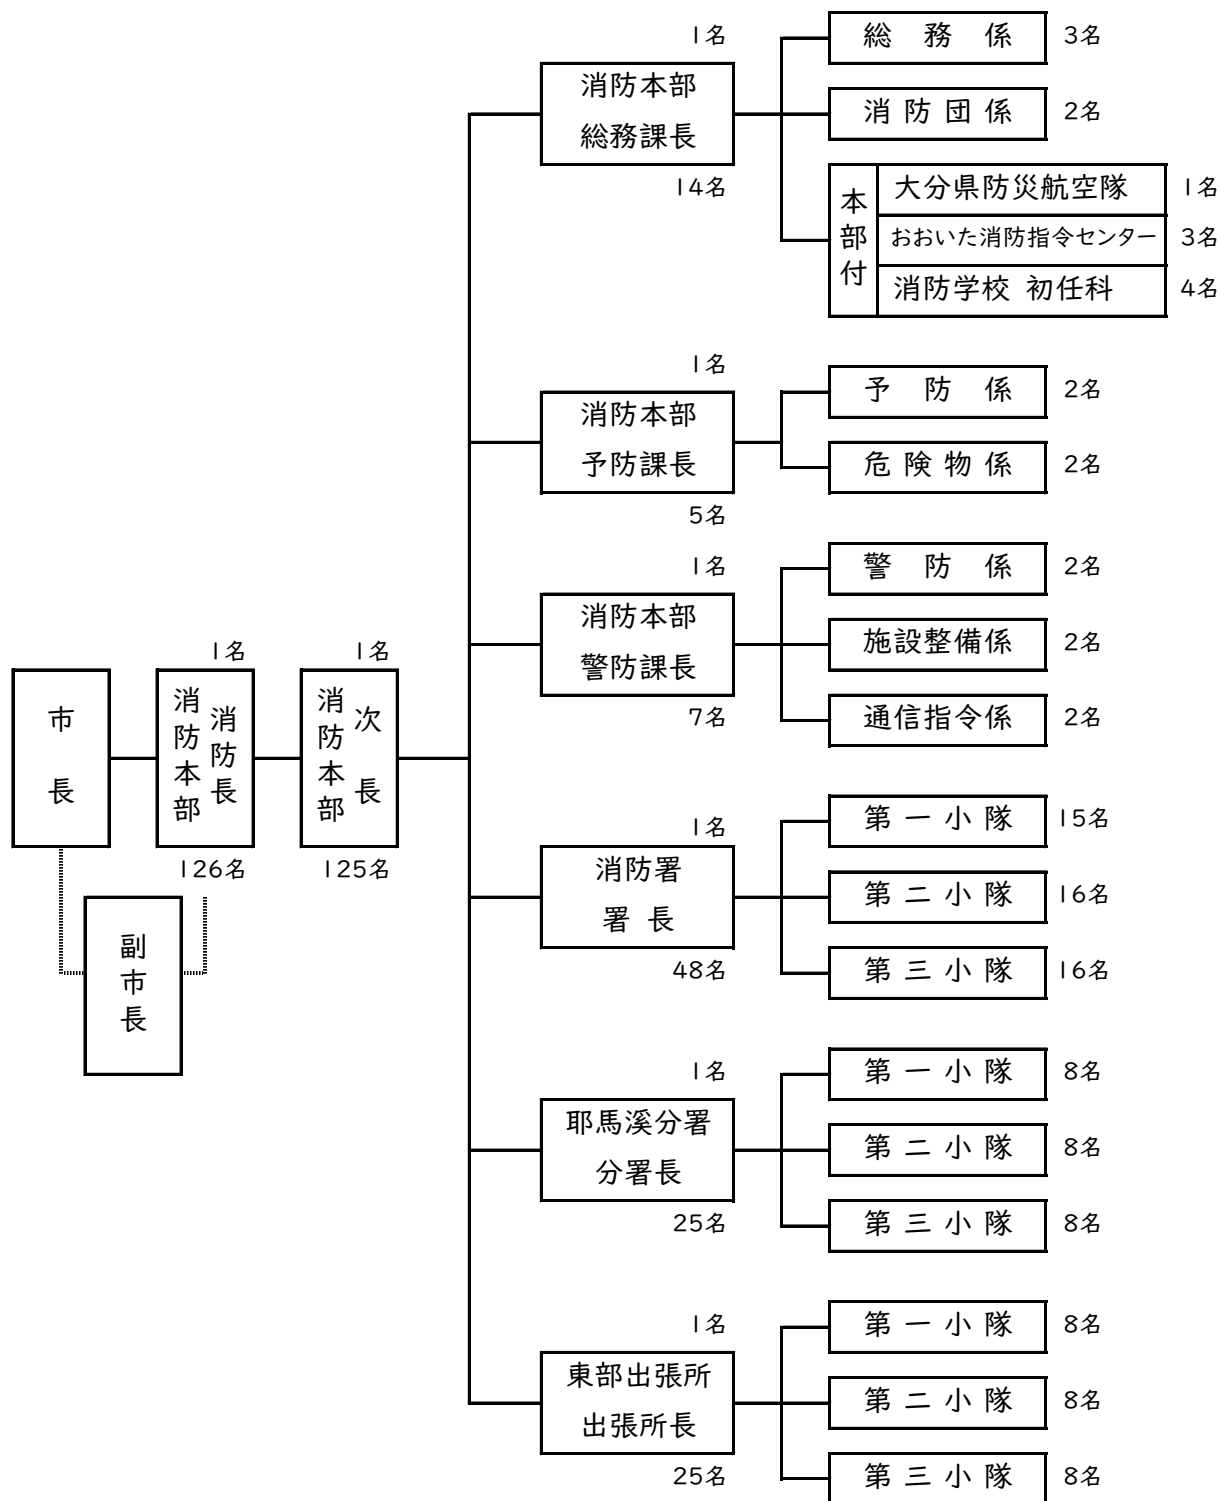 1名
総務係 3名
消防本部
総務課長
14名
消防団係 2名
本部付
大分県防災航空隊 1名
おおいた消防指令センター 3名
消防学校 初任科 4名
1名
消防本部
予防課長
5名
予防係 2名
危険物係 2名
1名
消防本部
警防課長
7名
警防係 2名
施設整備係 2名
通信指令係 2名
市長
1名
消防本部
消防長
126名
1名
消防本部
次長
125名
副市長
1名
消防署
署長
48名
第一小隊 15名
第二小隊 16名
第三小隊 16名
1名
耶馬溪分署
分署長
25名
第一小隊 8名
第二小隊 8名
第三小隊 8名
1名
東部出張所
出張所長
25名
第一小隊 8名
第二小隊 8名
第三小隊 8名